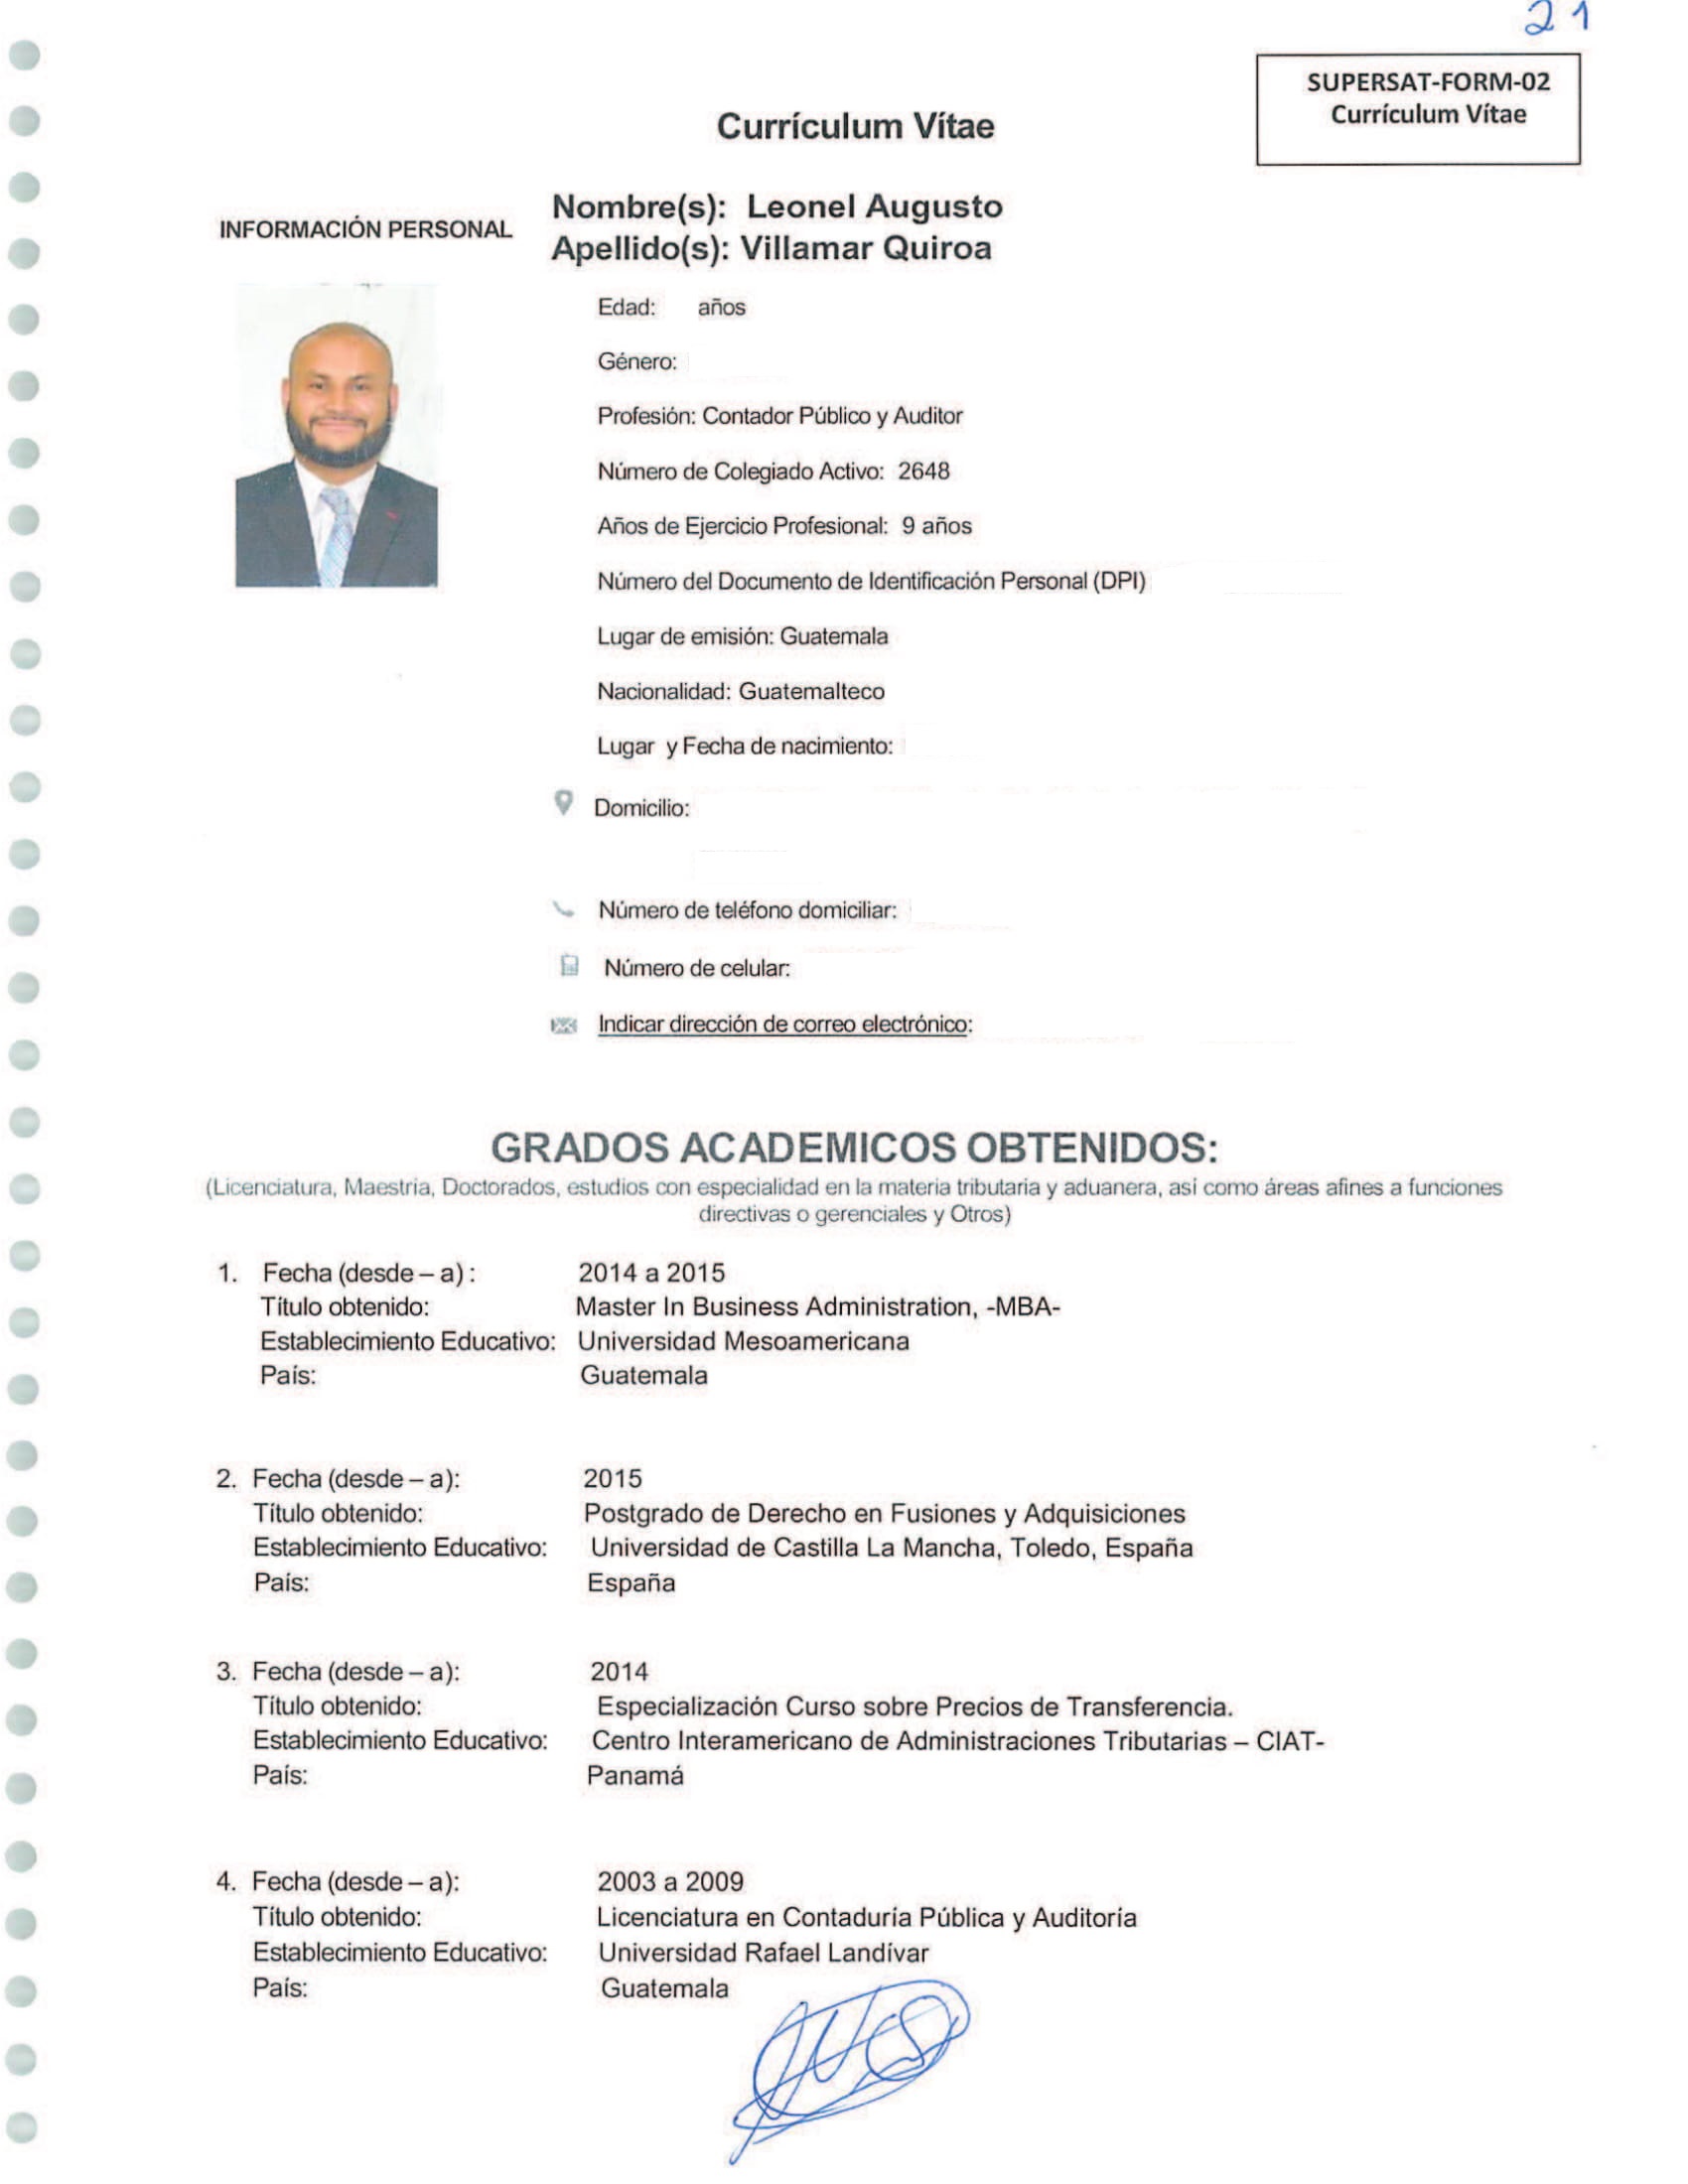 21
SUPERSAT-FORM-02
Currículum Vítae
Currículum Vítae
INFORMACIÓN PERSONAL
Nombre(s): Leonel Augusto
Apellido(s): Villamar Quiroa
Edad: años
Género:
Profesión: Contador Público y Auditor
Número de Colegiado Activo: 2648
Años de Ejercicio Profesional: 9 años
Número del Documento de Identificación Personal (DPI)
Lugar de emisión: Guatemala
Nacionalidad: Guatemalteco
Lugar y Fecha de nacimiento:
Domicilio:
Número de teléfono domiciliar:
Número de celular:
Indicar dirección de correo electrónico:
GRADOS ACADEMICOS OBTENIDOS:
(Licenciatura, Maestría, Doctorados, estudios con especialidad en la materia tributaria y aduanera, así como áreas afines a funciones
directivas o gerenciales y Otros)
1. Fecha (desde – a) : 2014 a 2015
Título obtenido: Master In Business Administration, -MBA-
Establecimiento Educativo: Universidad Mesoamericana
País: Guatemala
2. Fecha (desde – a): 2015
Título obtenido: Postgrado de Derecho en Fusiones y Adquisiciones
Establecimiento Educativo: Universidad de Castilla La Mancha, Toledo, España
País: España
3. Fecha (desde – a): 2014
Título obtenido: Especialización Curso sobre Precios de Transferencia.
Establecimiento Educativo: Centro Interamericano de Administraciones Tributarias – CIAT-
País: Panamá
4. Fecha (desde – a): 2003 a 2009
Título obtenido: Licenciatura en Contaduría Pública y Auditoría
Establecimiento Educativo: Universidad Rafael Landívar
País: Guatemala